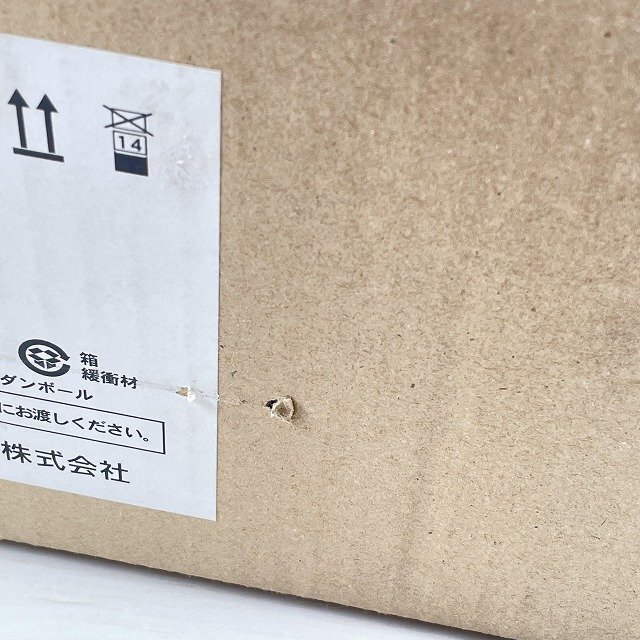 14
箱
緩衝材
ダンボール
にお渡しください。
株式会社